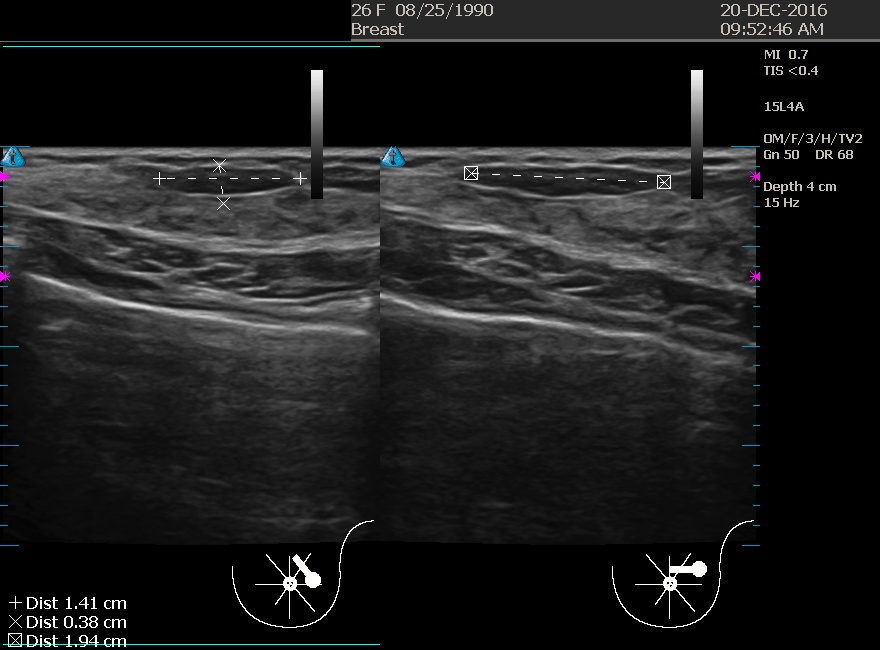 26 F 08/25/1990
Breast
20-DEC-2016
09:52:46 AM
MI 0.7
TIS <0.4
15L4A
OM/F/3/H/TV2
Gn 50 DR 68
Depth 4 cm
15 Hz
Dist 1.41 cm
Dist 0.38 cm
Dist 1.94 cm